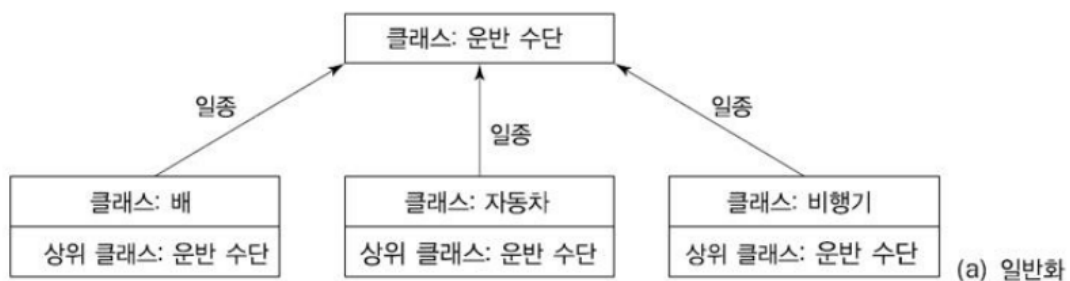 클래스: 운반 수단
일종 일종 일종
클래스: 배 클래스: 자동차 클래스: 비행기
상위 클래스: 운반 수단 상위 클래스: 운반 수단 상위 클래스: 운반 수단
(a) 일반화